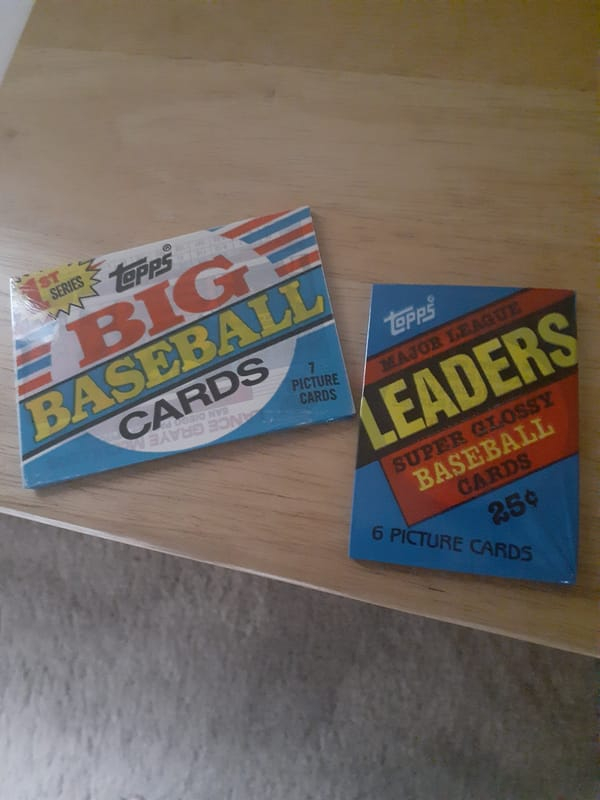 1ST
SERIES
topps®
BIG
BASEBALL
CARDS
7
PICTURE
CARDS
topps®
MAJOR LEAGUE
LEADERS
SUPER GLOSSY
BASEBALL
CARDS
25¢
6 PICTURE CARDS